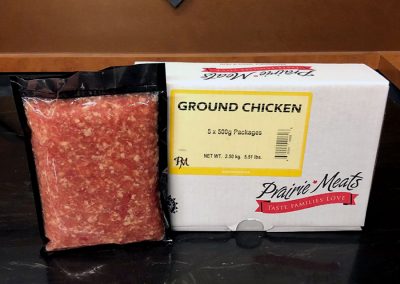 Prairie Meats
GROUND CHICKEN
5 x 500g Packages
PM
NET WT. 2.50 kg 5.51 lbs.
Prairie Meats
TASTE FAMILIES LOVE